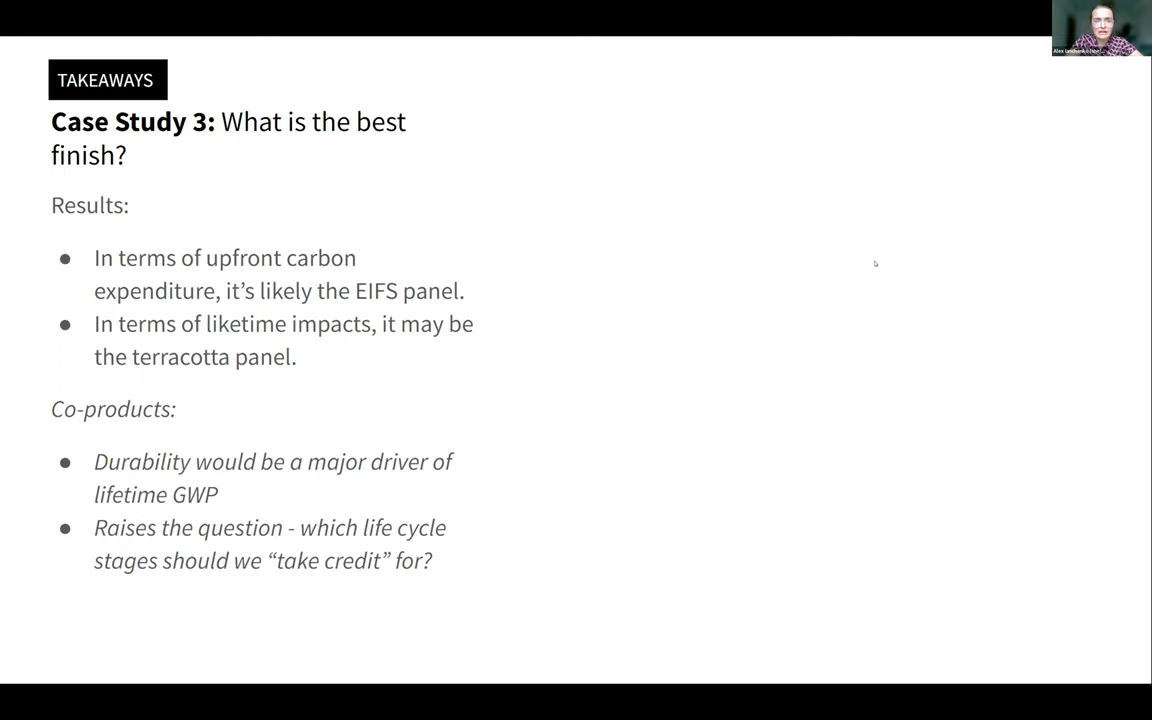 TAKEAWAYS
Case Study 3: What is the best
finish?
Results:
● In terms of upfront carbon
expenditure, it’s likely the EIFS panel.
● In terms of liketime impacts, it may be
the terracotta panel.
Co-products:
● Durability would be a major driver of
lifetime GWP
● Raises the question - which life cycle
stages should we “take credit” for?
Alex